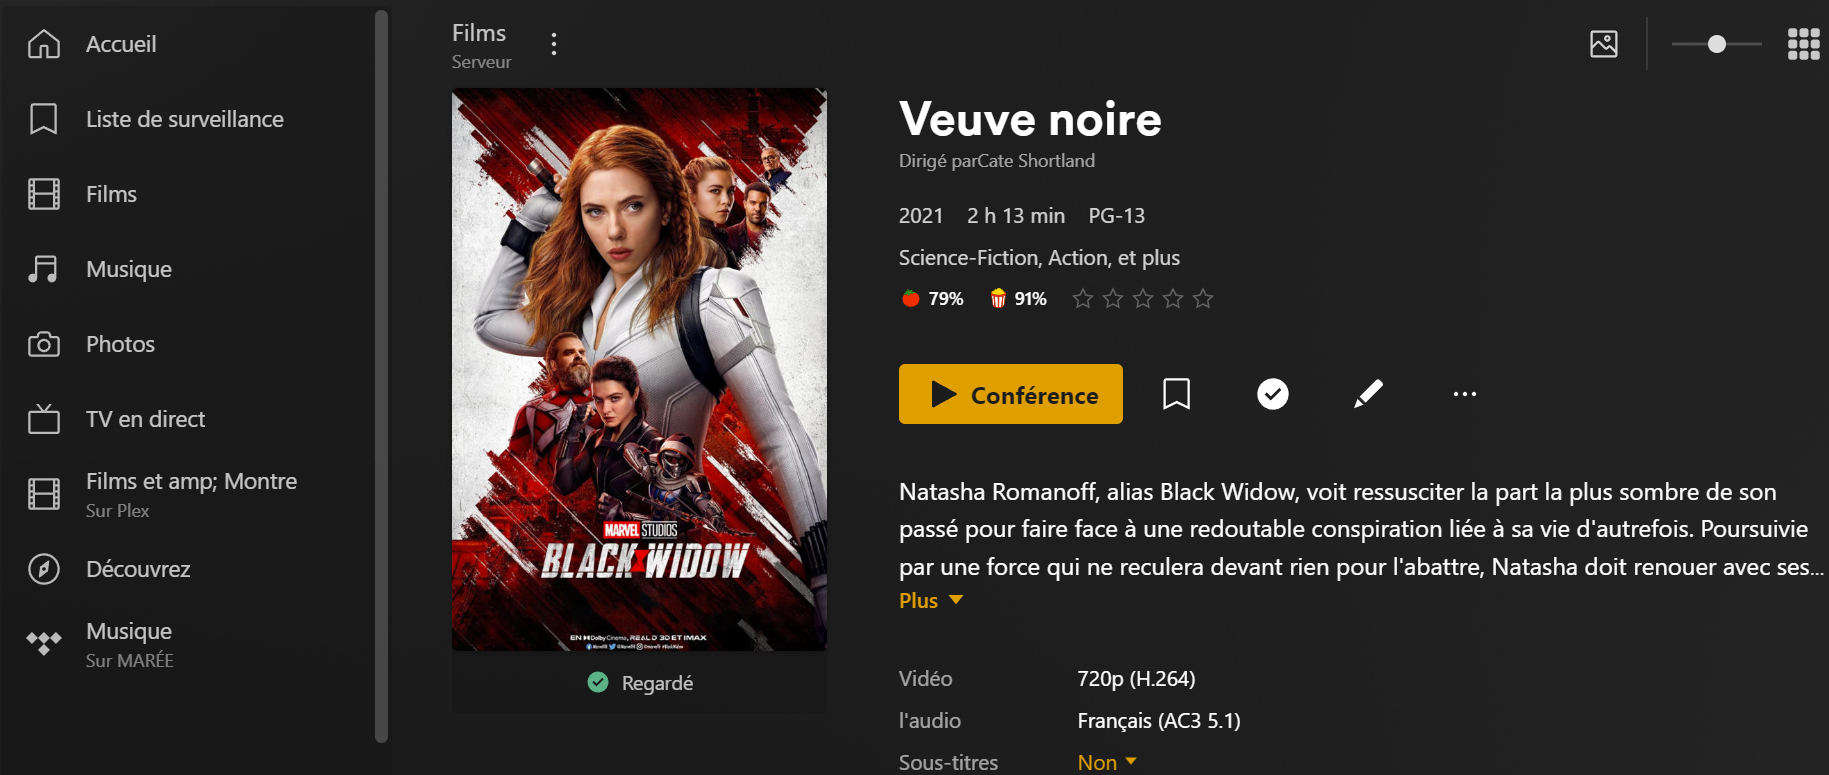 Accueil
Liste de surveillance
Films
Musique
Photos
TV en direct
Films et amp; Montre
Sur Plex
Découvrez
Musique
Sur MARÉE
Films
Serveur
MARVEL STUDIOS
BLACK WIDOW
EN Dolby Cinema, REAL D 3D ET IMAX
Regardé
Veuve noire
Dirigé parCate Shortland
2021 2 h 13 min PG-13
Science-Fiction, Action, et plus
79% 91%
Conférence
Natasha Romanoff, alias Black Widow, voit ressusciter la part la plus sombre de son
passé pour faire face à une redoutable conspiration liée à sa vie d'autrefois. Poursuivie
par une force qui ne reculera devant rien pour l'abattre, Natasha doit renouer avec ses...
Plus
Vidéo 720p (H.264)
l'audio Français (AC3 5.1)
Sous-titres Non